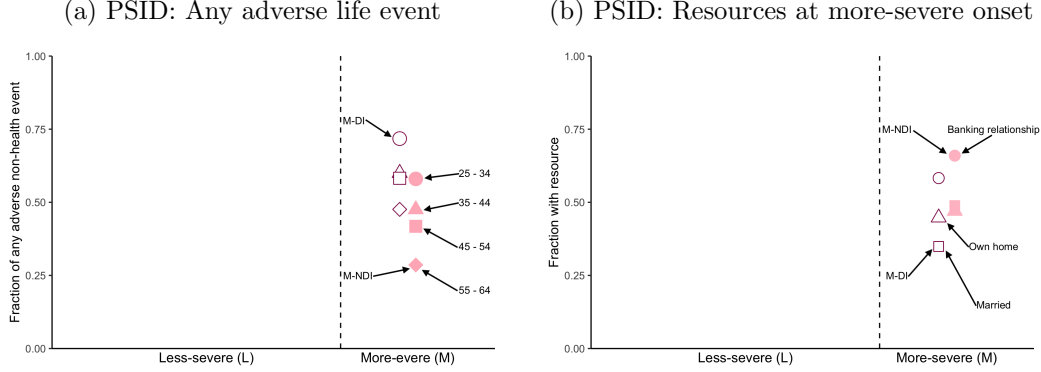 (a) PSID: Any adverse life event
Fraction of any adverse non-health event
1.00
0.75
0.50
0.25
0.00
M-DI
25 - 34
35 - 44
45 - 54
M-NDI
55 - 64
Less-severe (L)
More-evere (M)
(b) PSID: Resources at more-severe onset
Fraction with resource
1.00
0.75
0.50
0.25
0.00
M-NDI
Banking relationship
Own home
M-DI
Married
Less-severe (L)
More-severe (M)